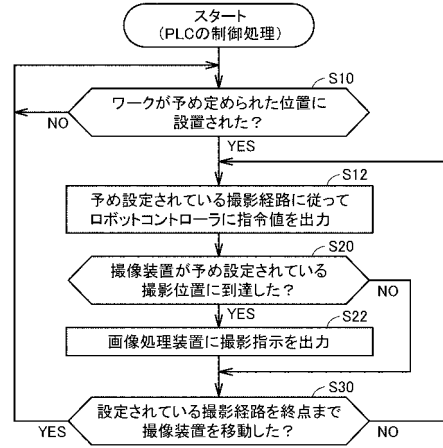 スタート
(PLCの制御処理)
S10
ワークが予め定められた位置に
設置された？
NO
YES
S12
予め設定されている撮影経路に従って
ロボットコントローラに指令値を出力
S20
撮像装置が予め設定されている
撮影位置に到達した？
NO
YES
S22
画像処理装置に撮影指示を出力
S30
設定されている撮影経路を終点まで
撮像装置を移動した？
YES
NO